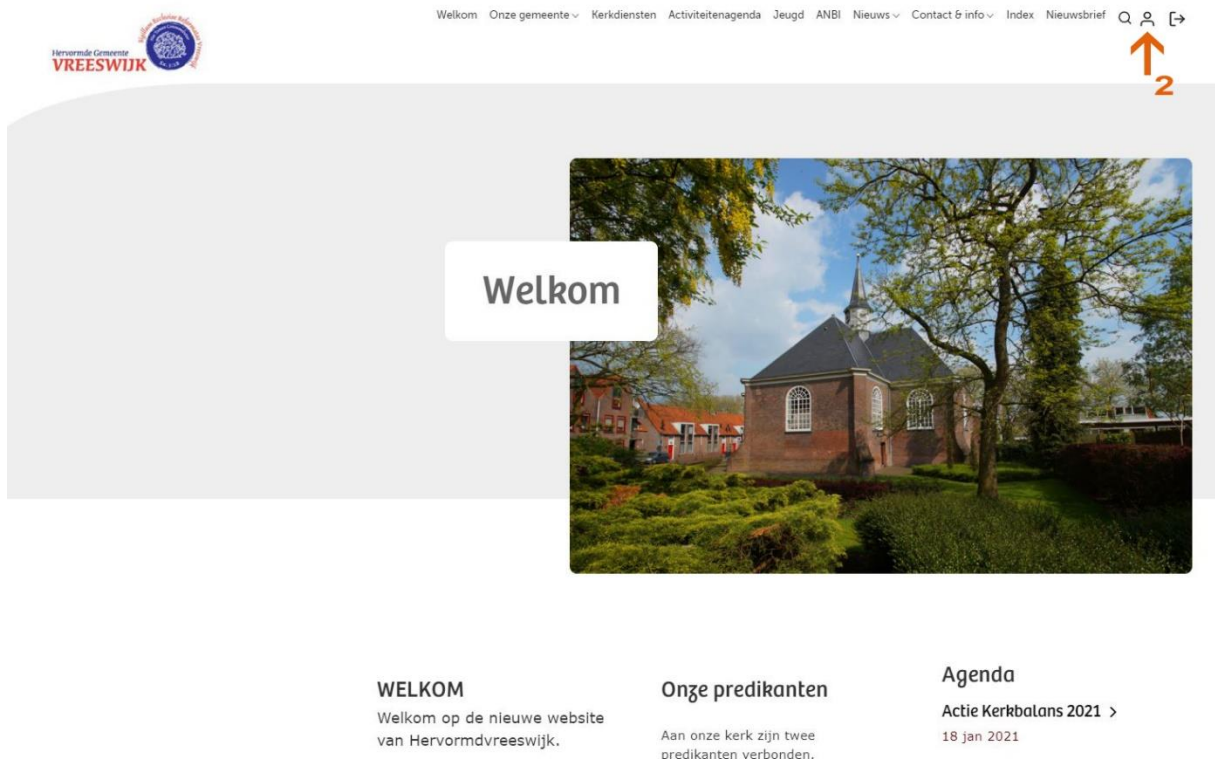 Hervormde Gemeente
VREESWIJK
Welkom Onze gemeente Kerkdiensten Activiteitenagenda Jeugd ANBI Nieuws Contact & info Index Nieuwsbrief
2
Welkom
WELKOM
Welkom op de nieuwe website
van Hervormdvreeswijk.
Onze predikanten
Aan onze kerk zijn twee
predikanten verbonden.
Agenda
Actie Kerkbalans 2021 >
18 jan 2021